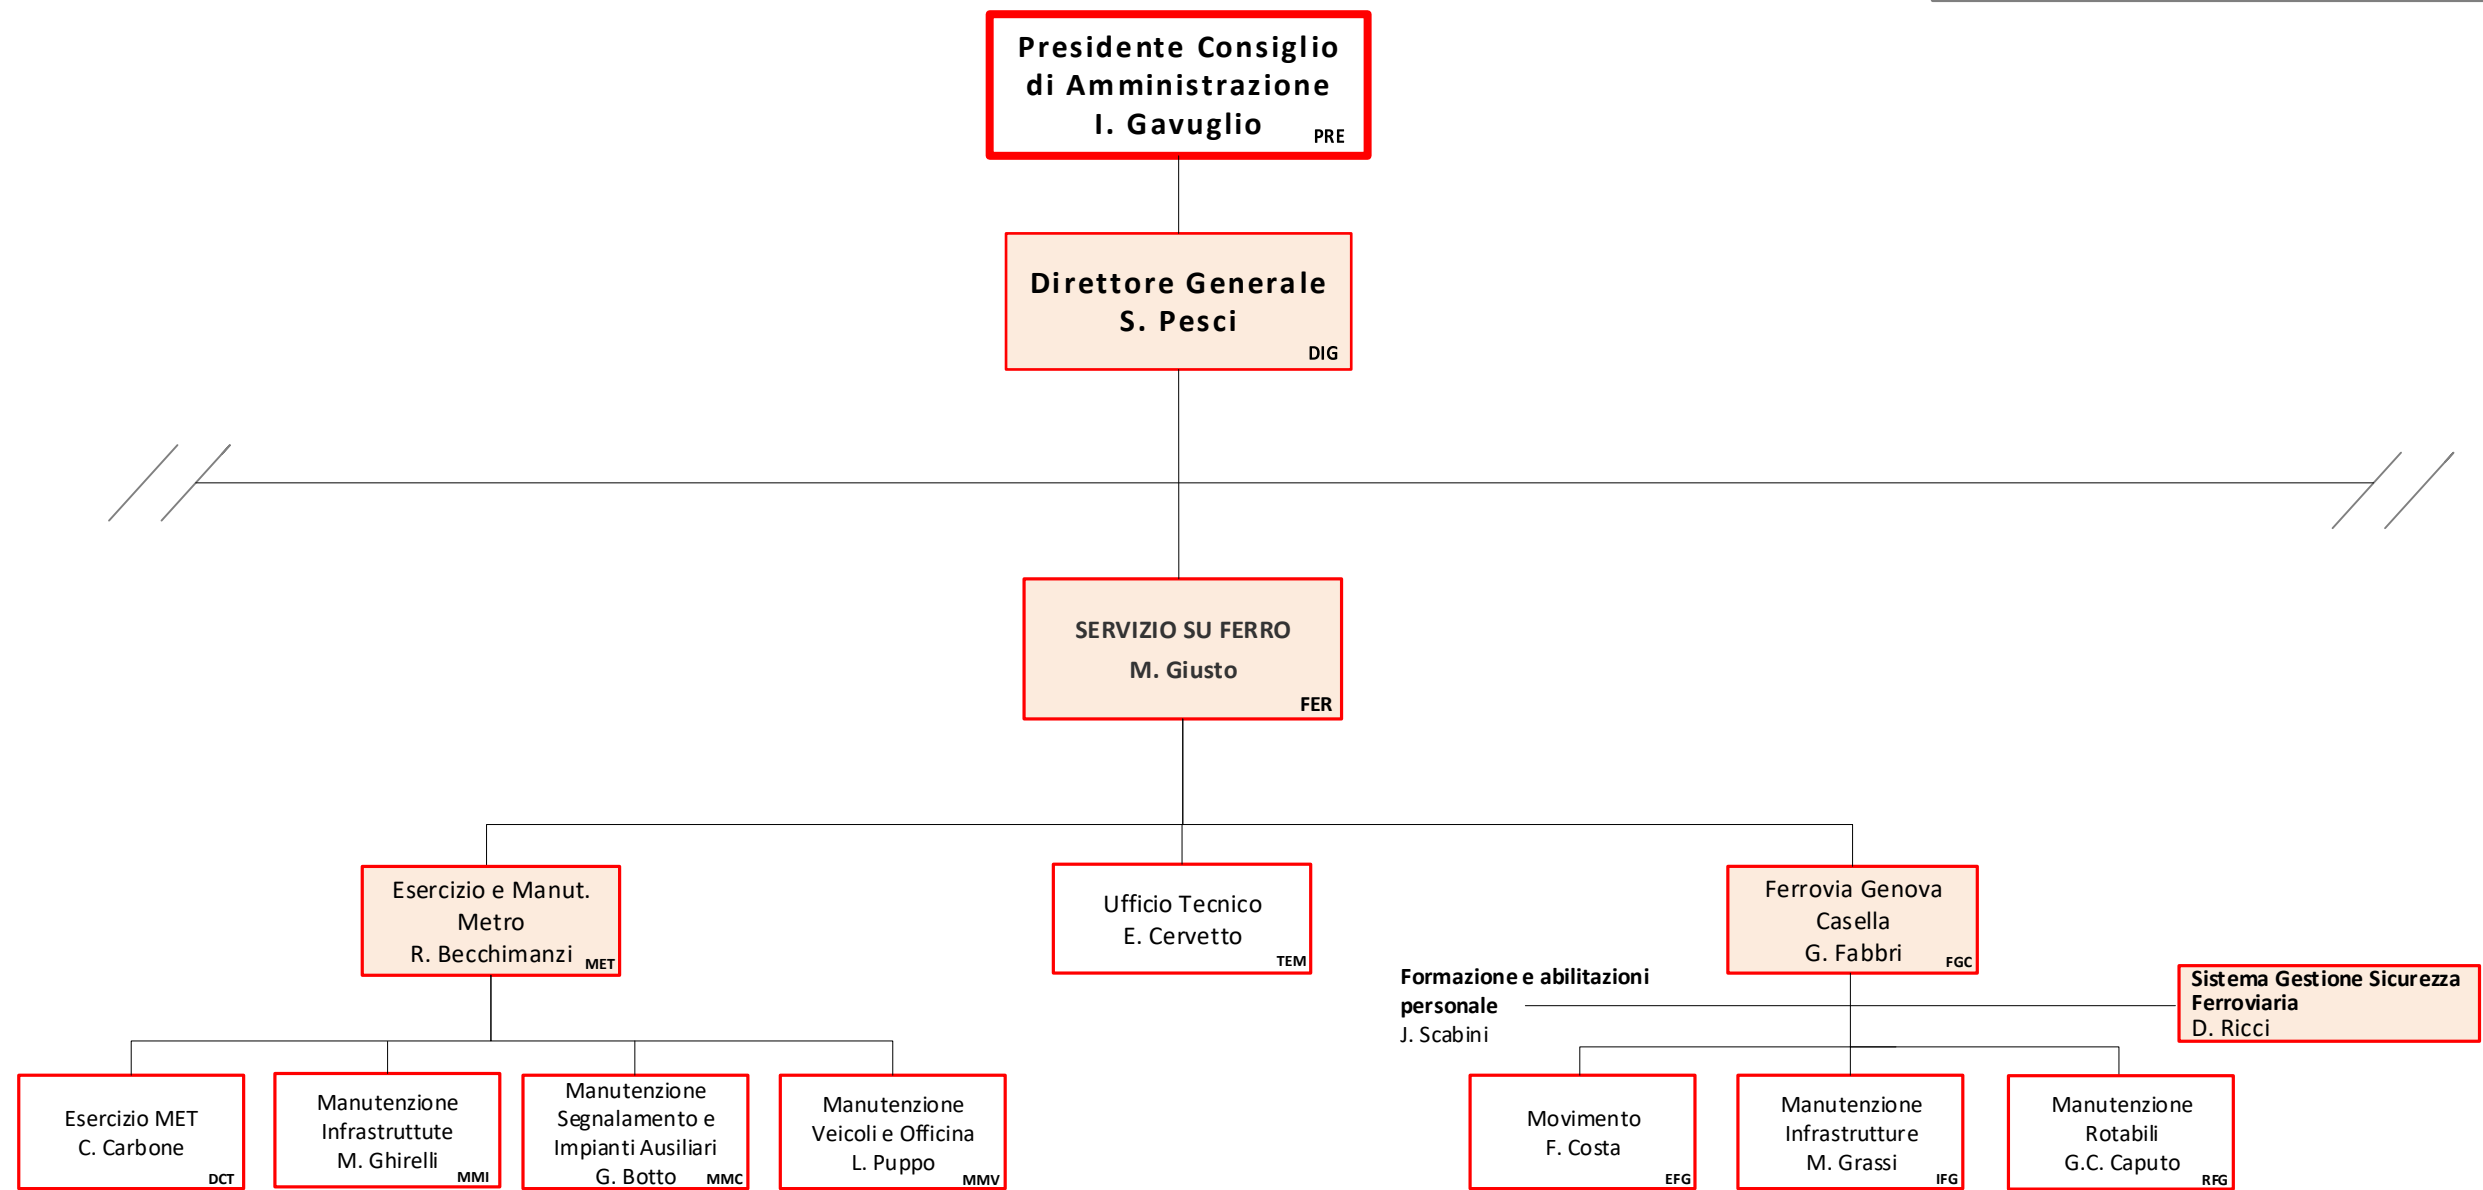 Presidente Consiglio
di Amministrazione
I. Gavuglio
PRE
Direttore Generale
S. Pesci
DIG
SERVIZIO SU FERRO
M. Giusto
FER
Esercizio e Manut.
Metro
R. Becchimanzi
MET
Ufficio Tecnico
E. Cervetto
TEM
Ferrovia Genova
Casella
G. Fabbri
FGC
Formazione e abilitazioni
personale
J. Scabini
Sistema Gestione Sicurezza
Ferroviaria
D. Ricci
Esercizio MET
C. Carbone
DCT
Manutenzione
Infrastruttute
M. Ghirelli
MMI
Manutenzione
Segnalamento e
Impianti Ausiliari
G. Botto
MMC
Manutenzione
Veicoli e Officina
L. Puppo
MMV
Movimento
F. Costa
EFG
Manutenzione
Infrastrutture
M. Grassi
IFG
Manutenzione
Rotabili
G.C. Caputo
RFG